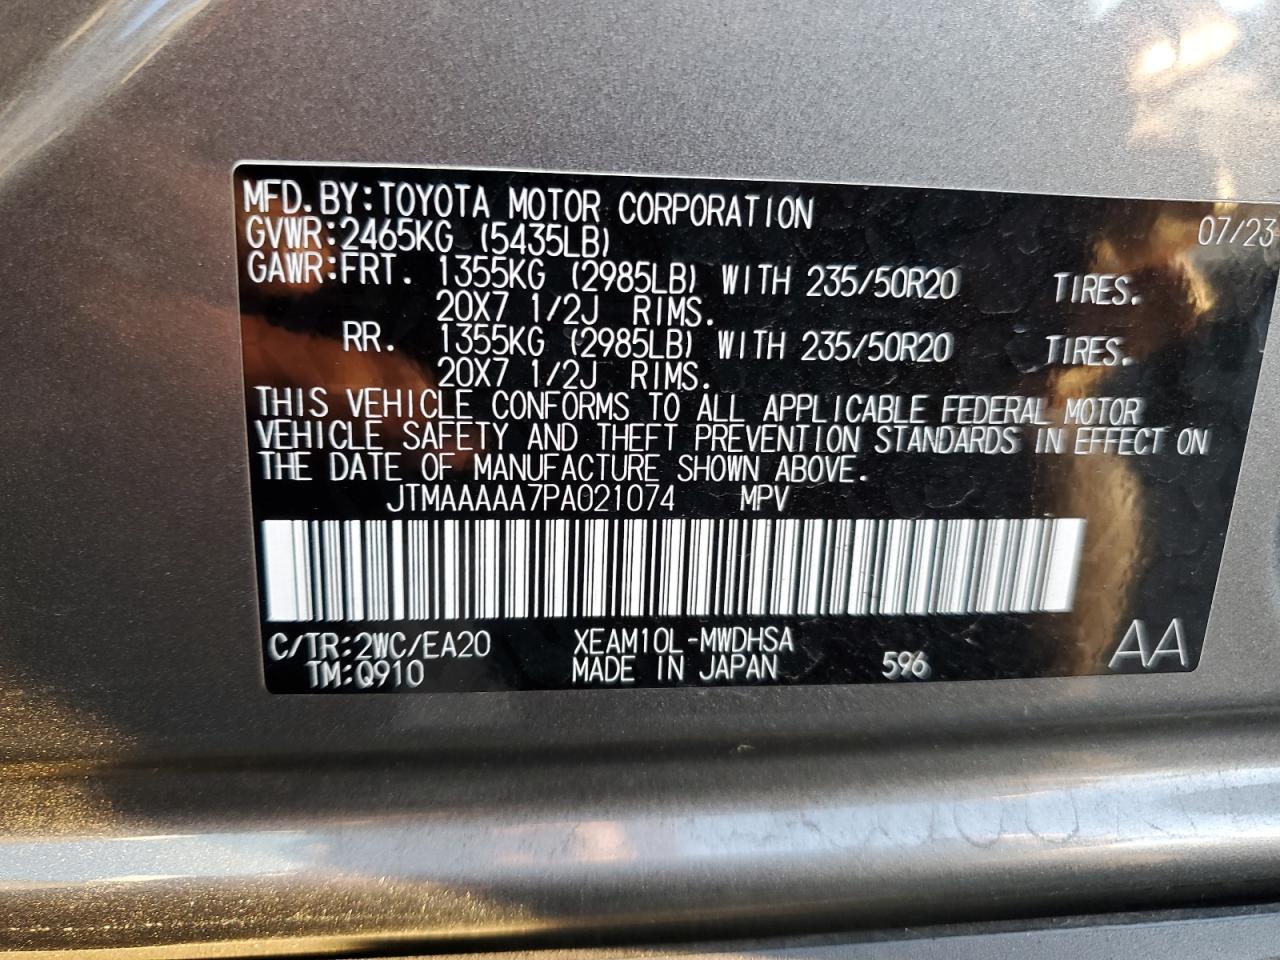 MFD. BY: TOYOTA MOTOR CORPORATION 07/23
GVWR: 2465KG (5435LB)
GAWR: FRT. 1355KG (2985LB) WITH 235/50R20 TIRES.
20X7 1/2J RIMS.
RR. 1355KG (2985LB) WITH 235/50R20 TIRES.
20X7 1/2J RIMS.
THIS VEHICLE CONFORMS TO ALL APPLICABLE FEDERAL MOTOR
VEHICLE SAFETY AND THEFT PREVENTION STANDARDS IN EFFECT ON
THE DATE OF MANUFACTURE SHOWN ABOVE.
JTMAAAAA7PA021074 MPV
C/TR: 2WC/EA20 XEAM10L-MWDHSA
TM: Q910 MADE IN JAPAN 596 AA